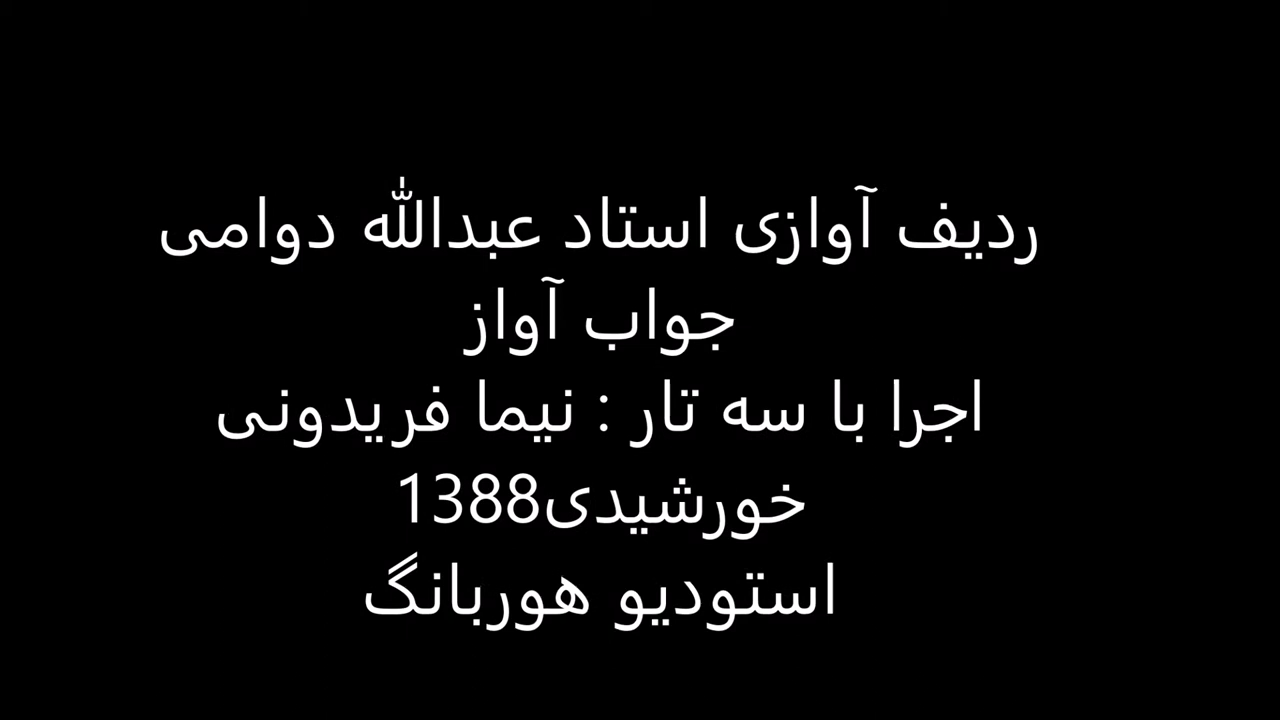 ردیف آوازی استاد عبدالله دوامی
جواب آواز
اجرا با سه تار : نیما فریدونی
خورشیدی1388
استودیو هوربانگ